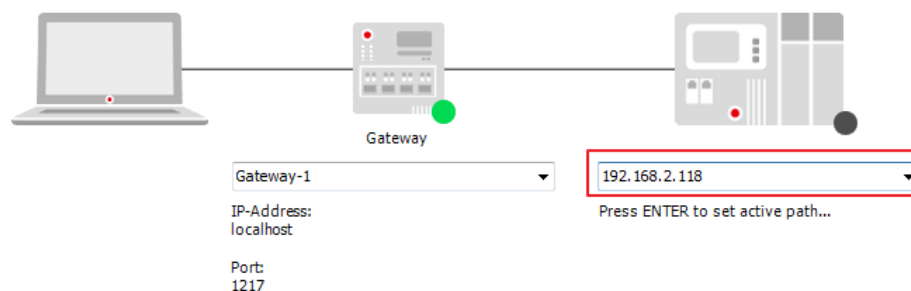 Gateway
Gateway-1
192.168.2.118
IP-Address:
localhost
Press ENTER to set active path...
Port:
1217